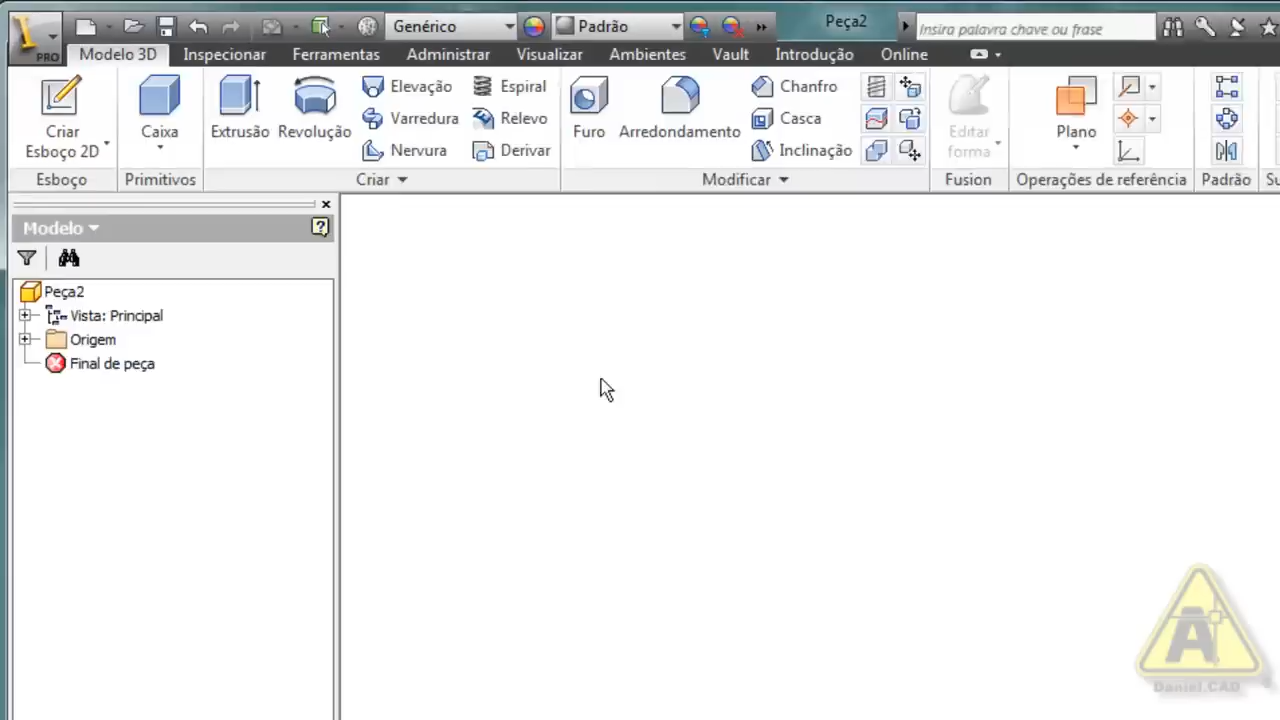 Genérico Padrão Peça2 Insira palavra chave ou frase
PRO Modelo 3D Inspecionar Ferramentas Administrar Visualizar Ambientes Vault Introdução Online
Criar Esboço 2D
Caixa
Extrusão
Revolução
Elevação
Varredura
Nervura
Espiral
Relevo
Derivar
Furo
Arredondamento
Chanfro
Casca
Inclinação
Editar forma
Plano
Esboço Primitivos Criar Modificar Fusion Operações de referência Padrão Su
Modelo
Peça2
Vista: Principal
Origem
Final de peça
A
Daniel.CAD